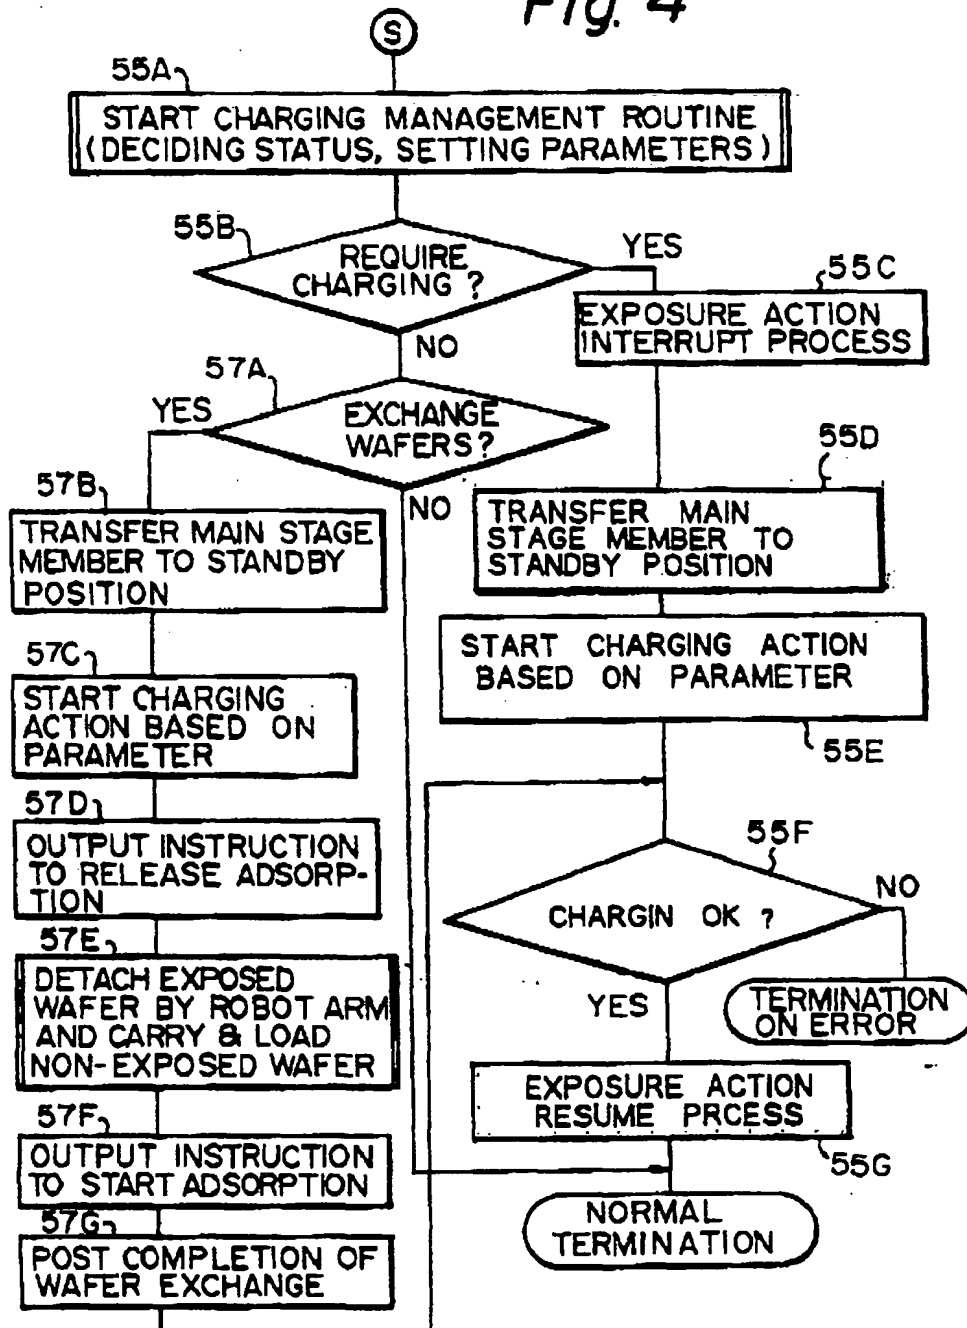 Fig. 4
S
55A
START CHARGING MANAGEMENT ROUTINE
(DECIDING STATUS, SETTING PARAMETERS)
55B
REQUIRE
CHARGING ?
YES
NO
55C
EXPOSURE ACTION
INTERRUPT PROCESS
57A
EXCHANGE
WAFERS?
YES
NO
55D
TRANSFER MAIN
STAGE MEMBER TO
STANDBY POSITION
57B
TRANSFER MAIN STAGE
MEMBER TO STANDBY
POSITION
START CHARGING ACTION
BASED ON PARAMETER
55E
57C
START CHARGING
ACTION BASED ON
PARAMETER
57D
OUTPUT INSTRUCTION
TO RELEASE ADSORP-
TION
55F
CHARGIN OK ?
NO
YES
TERMINATION
ON ERROR
57E
DETACH EXPOSED
WAFER BY ROBOT ARM
AND CARRY & LOAD
NON-EXPOSED WAFER
EXPOSURE ACTION
RESUME PRCESS
55G
57F
OUTPUT INSTRUCTION
TO START ADSORPTION
NORMAL
TERMINATION
57G
POST COMPLETION OF
WAFER EXCHANGE